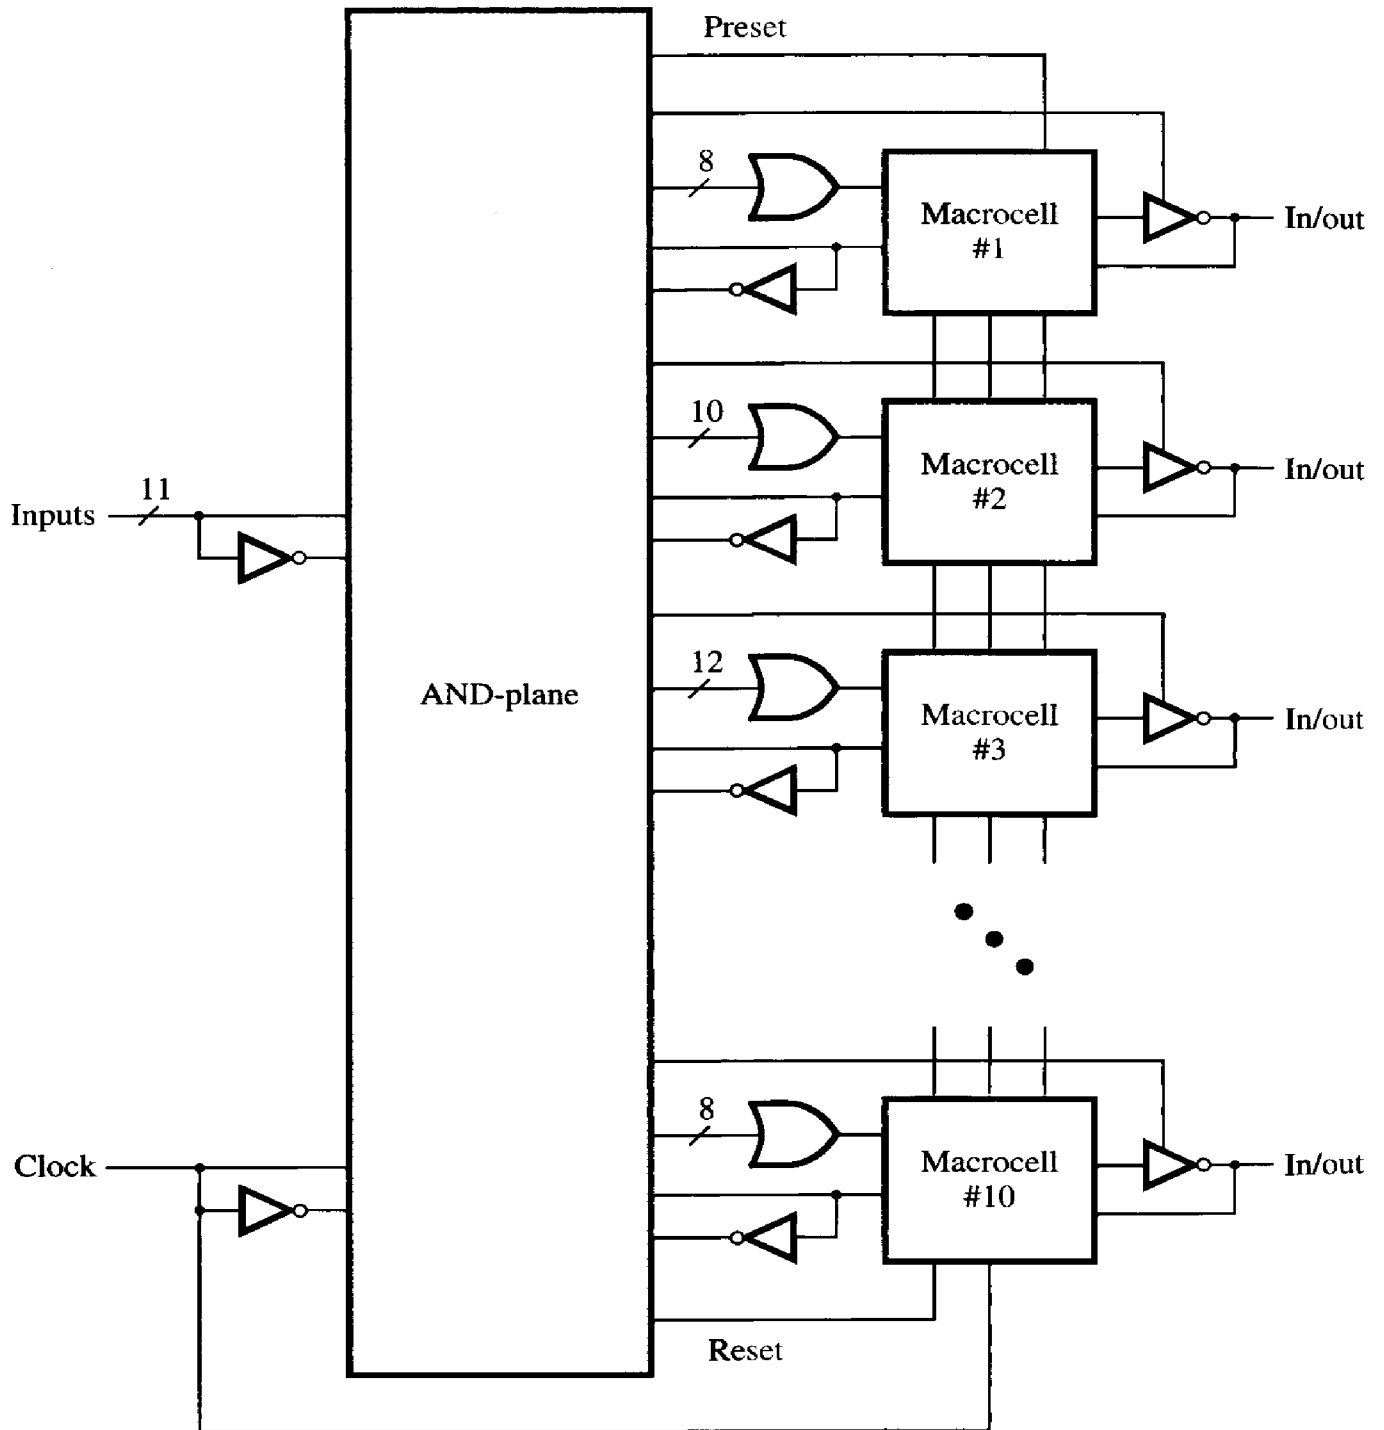 Preset
8
Macrocell
#1
In/out
10
Macrocell
#2
In/out
11
Inputs
12
AND-plane
Macrocell
#3
In/out
8
Clock
Macrocell
#10
In/out
Reset